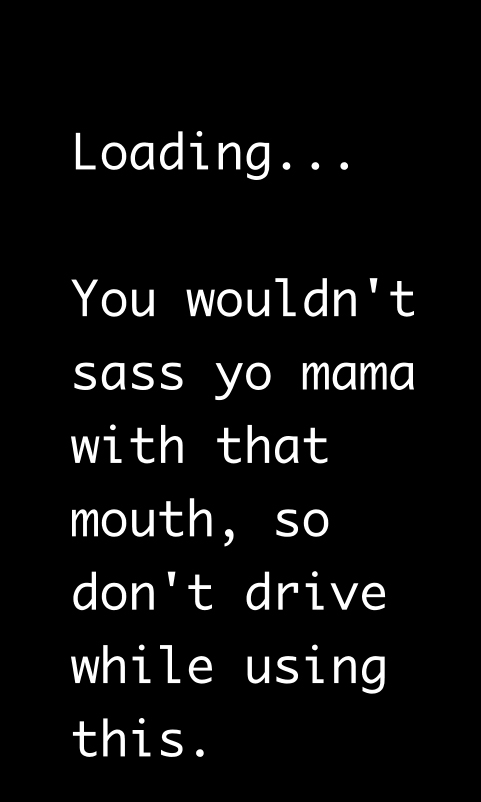 Loading...
You wouldn't
sass yo mama
with that
mouth, so
don't drive
while using
this.